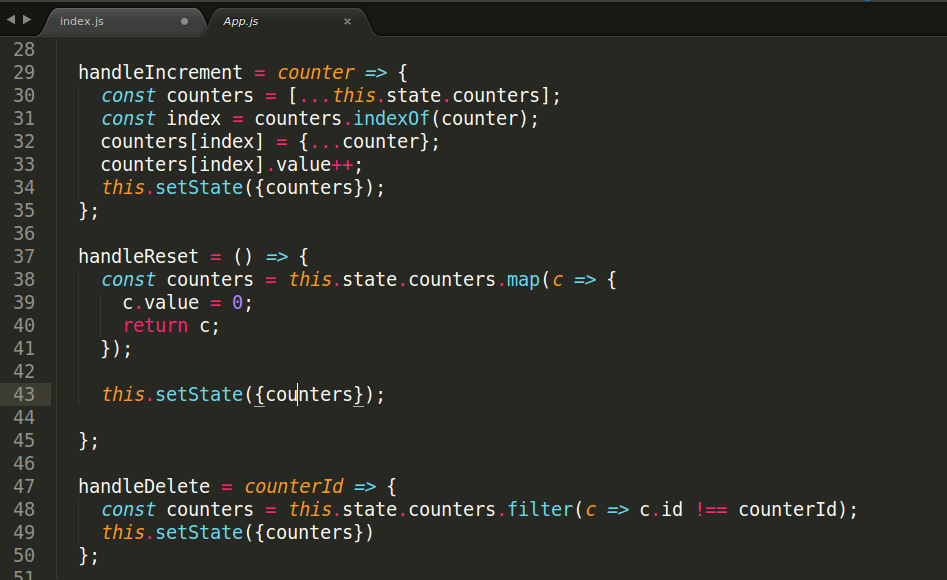 index.js
App.js
28
29 handleIncrement = counter => {
30 const counters = [...this.state.counters];
31 const index = counters.indexOf(counter);
32 counters[index] = {...counter};
33 counters[index].value++;
34 this.setState({counters});
35 };
36
37 handleReset = () => {
38 const counters = this.state.counters.map(c => {
39 c.value = 0;
40 return c;
41 });
42
43 this.setState({counters});
44
45 };
46
47 handleDelete = counterId => {
48 const counters = this.state.counters.filter(c => c.id !== counterId);
49 this.setState({counters})
50 };
51